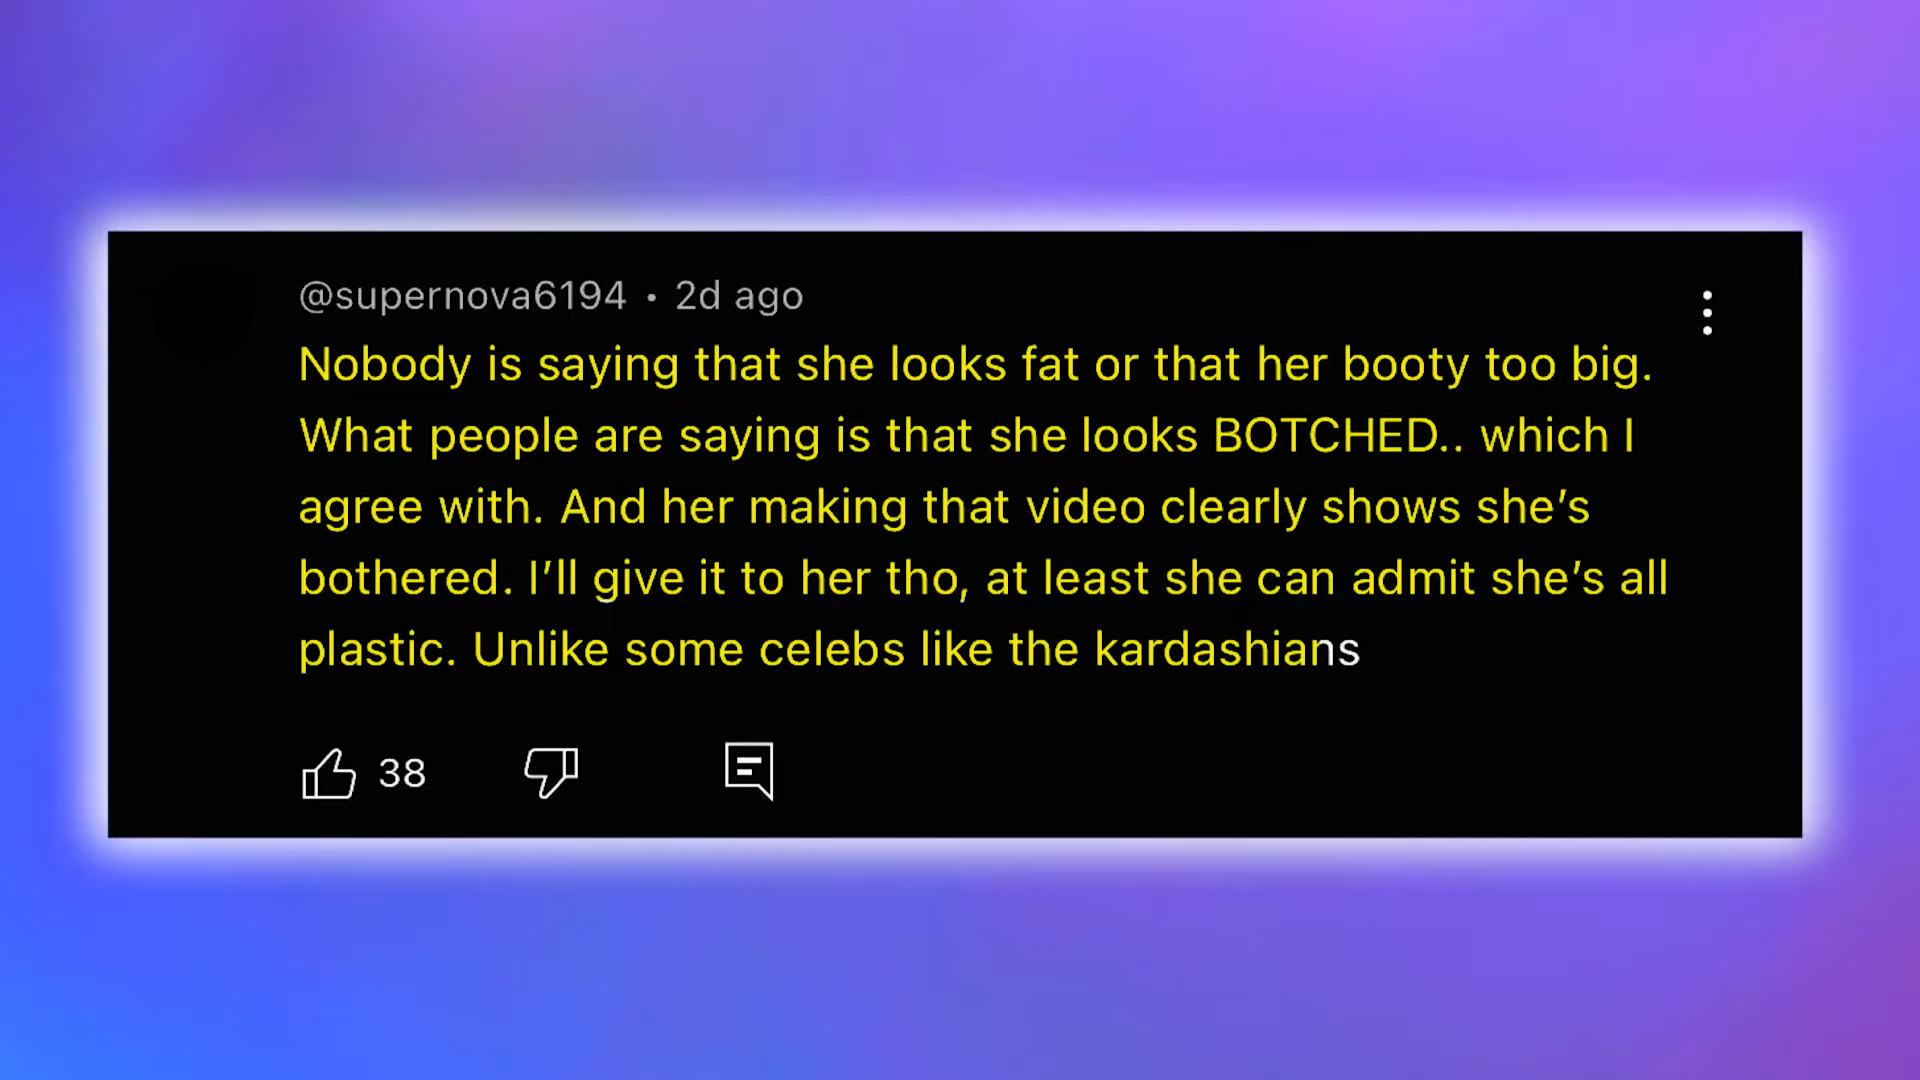 @supernova6194 • 2d ago
Nobody is saying that she looks fat or that her booty too big.
What people are saying is that she looks BOTCHED.. which I
agree with. And her making that video clearly shows she’s
bothered. I’ll give it to her tho, at least she can admit she’s all
plastic. Unlike some celebs like the kardashians
38